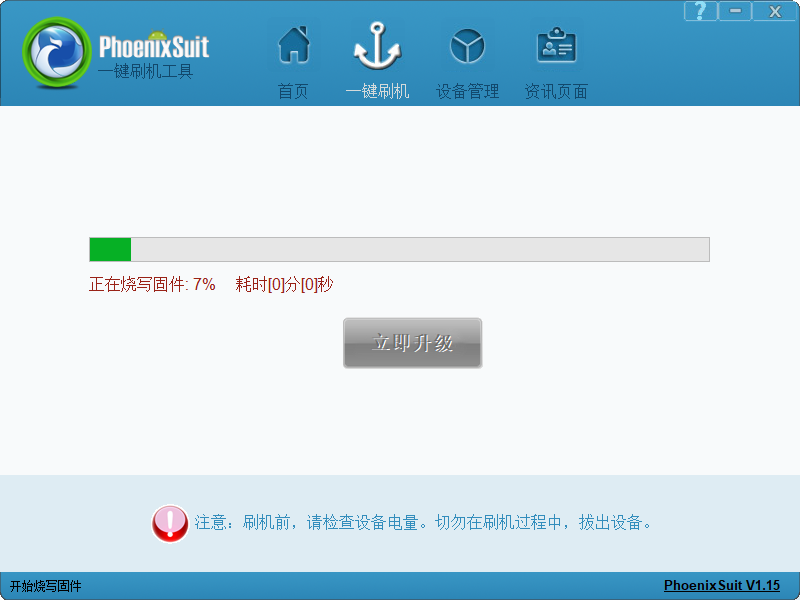 PhoenixSuit
一键刷机工具
首页 一键刷机 设备管理 资讯页面
正在烧写固件: 7% 耗时[0]分[0]秒
立即升级
注意：刷机前，请检查设备电量。切勿在刷机过程中，拔出设备。
开始烧写固件 PhoenixSuit V1.15